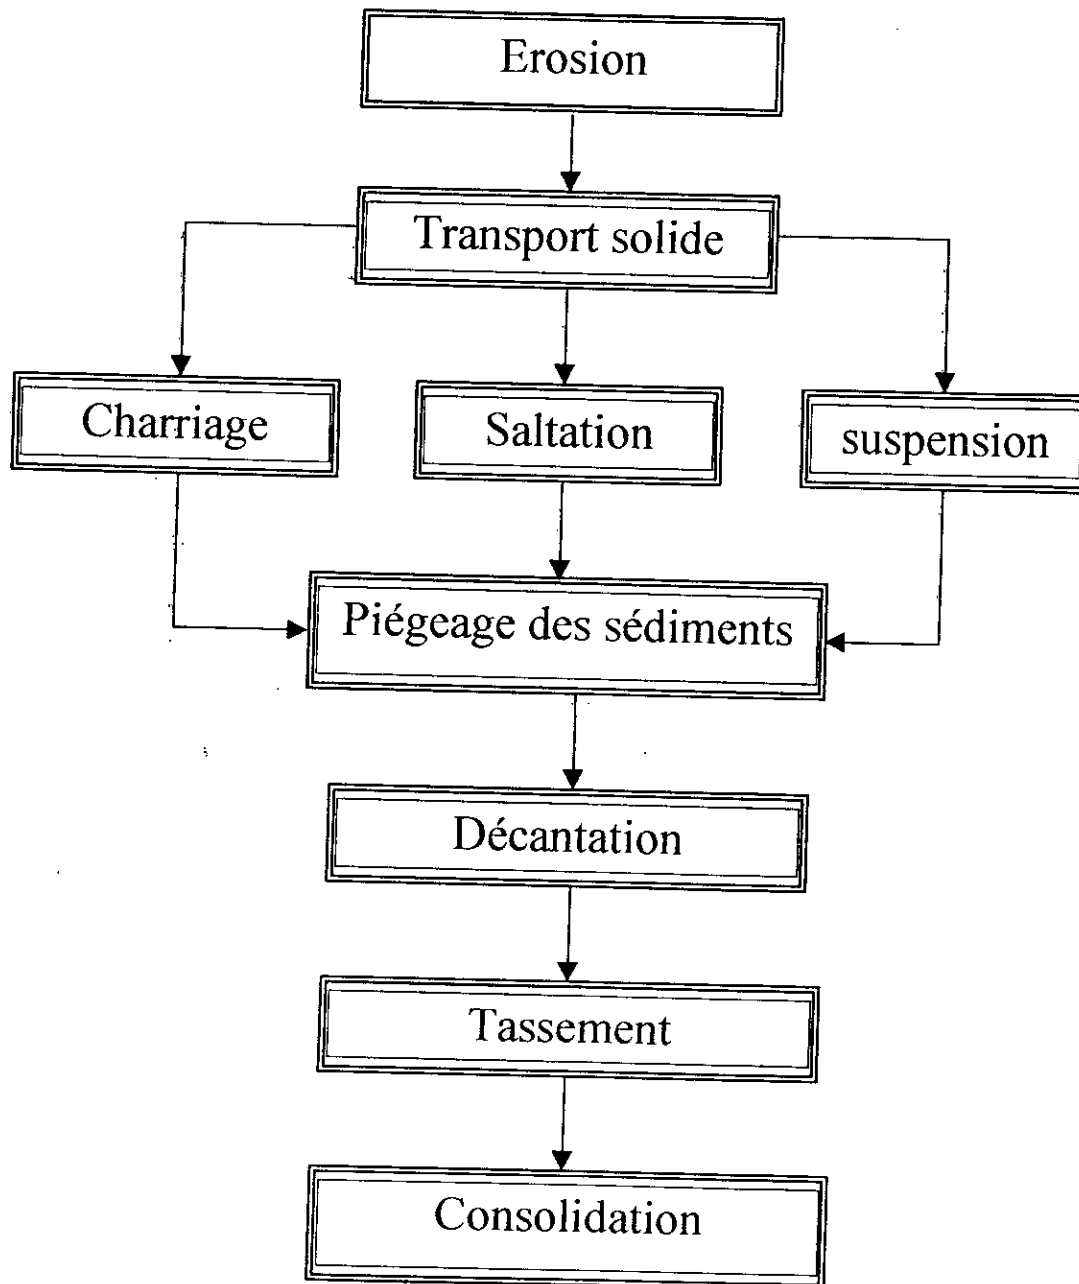 Erosion
Transport solide
Charriage
Saltation
suspension
Piégeage des sédiments
Décantation
Tassement
Consolidation